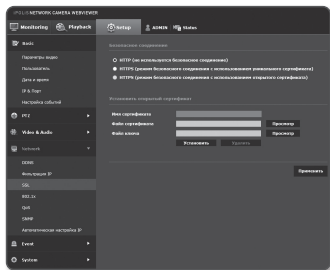 IPOLIS NETWORK CAMERA WEBVIEWER
Monitoring
Playback
Setup
ADMIN
Status
Basic
Параметры видео
Пользователь
Дата и время
IP & Порт
Настройка событий
PTZ
Video & Audio
Network
DDNS
Фильтрация IP
SSL
802.1x
QoS
SNMP
Автоматическая настройка IP
Event
System
Безопасное соединение
HTTP (не используется безопасное соединение)
HTTPS (режим безопасного соединения с использованием уникального сертификата)
HTTPS (режим безопасного соединения с использованием открытого сертификата)
Установить открытый сертификат
Имя сертификата
Файл сертификата
Просмотр
Файл ключа
Просмотр
Установить
Удалить
Применить